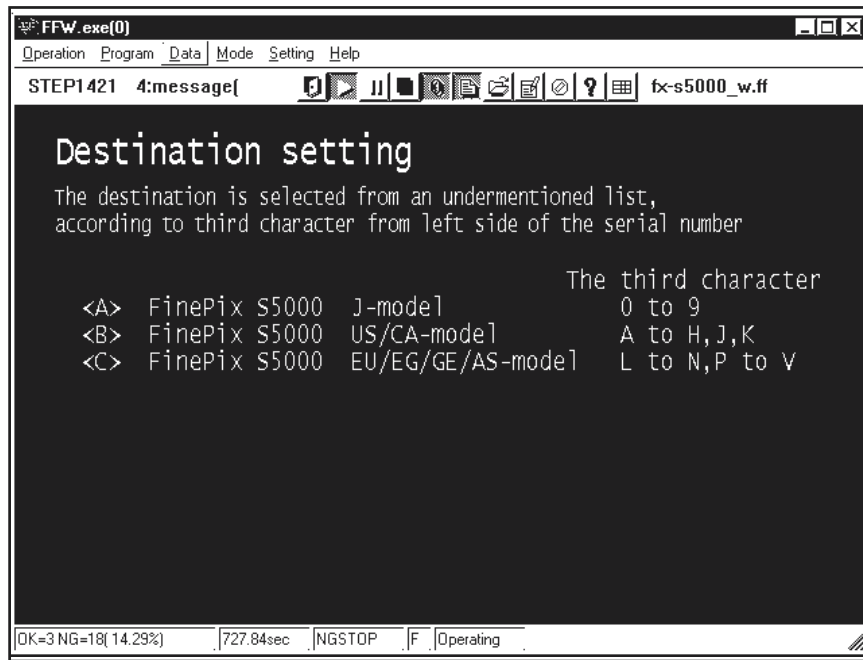 FFW.exe(0)
Operation Program Data Mode Setting Help
STEP1421 4:message( fx-s5000_w.ff
Destination setting
The destination is selected from an undermentioned list,
according to third character from left side of the serial number
The third character
<A> FinePix S5000 J-model 0 to 9
<B> FinePix S5000 US/CA-model A to H,J,K
<C> FinePix S5000 EU/EG/GE/AS-model L to N,P to V
OK=3 NG=18( 14.29%) 727.84sec NGSTOP F Operating